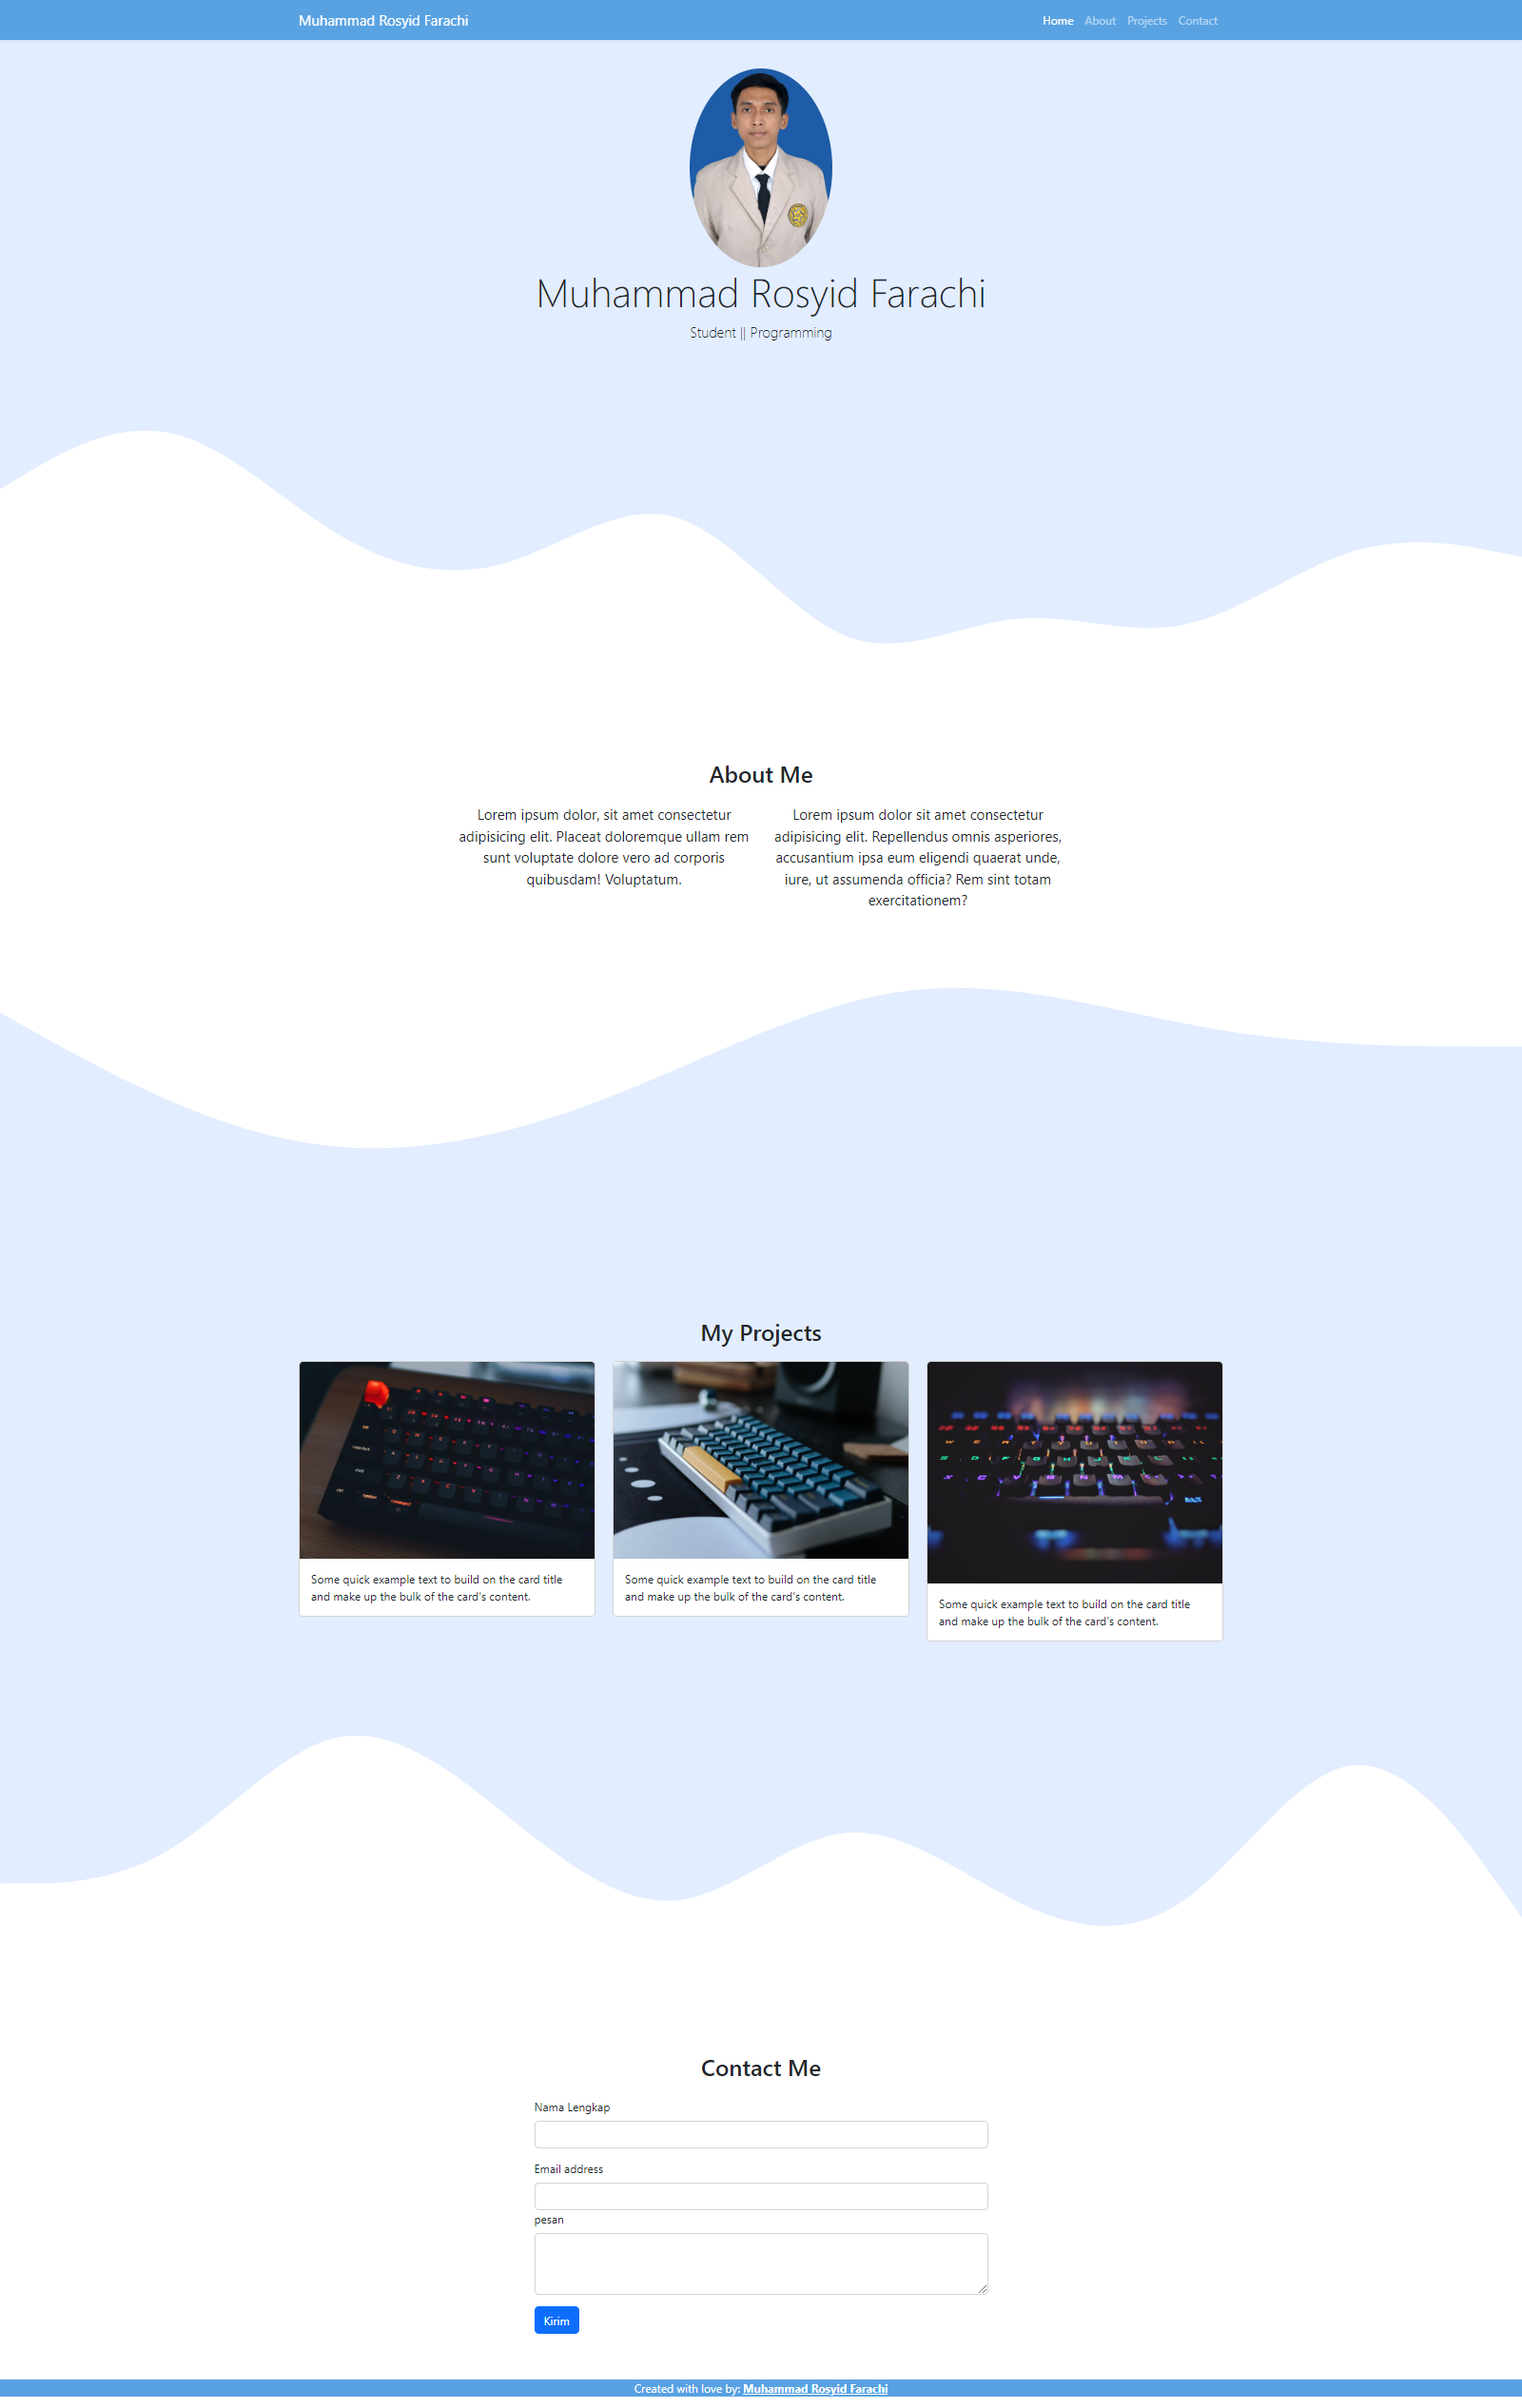 Muhammad Rosyid Farachi
Home About Projects Contact
Muhammad Rosyid Farachi
Student || Programming
About Me
Lorem ipsum dolor, sit amet consectetur
adipisicing elit. Placeat doloremque ullam rem
sunt voluptate dolore vero ad corporis
quibusdam! Voluptatum.
Lorem ipsum dolor sit amet consectetur
adipisicing elit. Repellendus omnis asperiores,
accusantium ipsa eum eligendi quaerat unde,
iure, ut assumenda officia? Rem sint totam
exercitationem?
My Projects
Some quick example text to build on the card title
and make up the bulk of the card's content.
Some quick example text to build on the card title
and make up the bulk of the card's content.
ALT
Some quick example text to build on the card title
and make up the bulk of the card's content.
Contact Me
Nama Lengkap
Email address
pesan
Kirim
Created with love by: Muhammad Rosyid Farachi